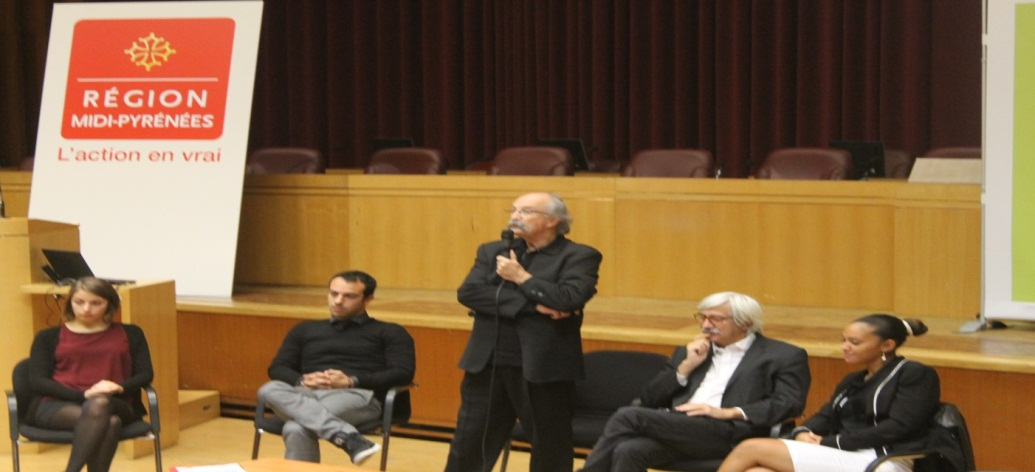 RÉGION
MIDI-PYRÉNÉES
L'action en vrai